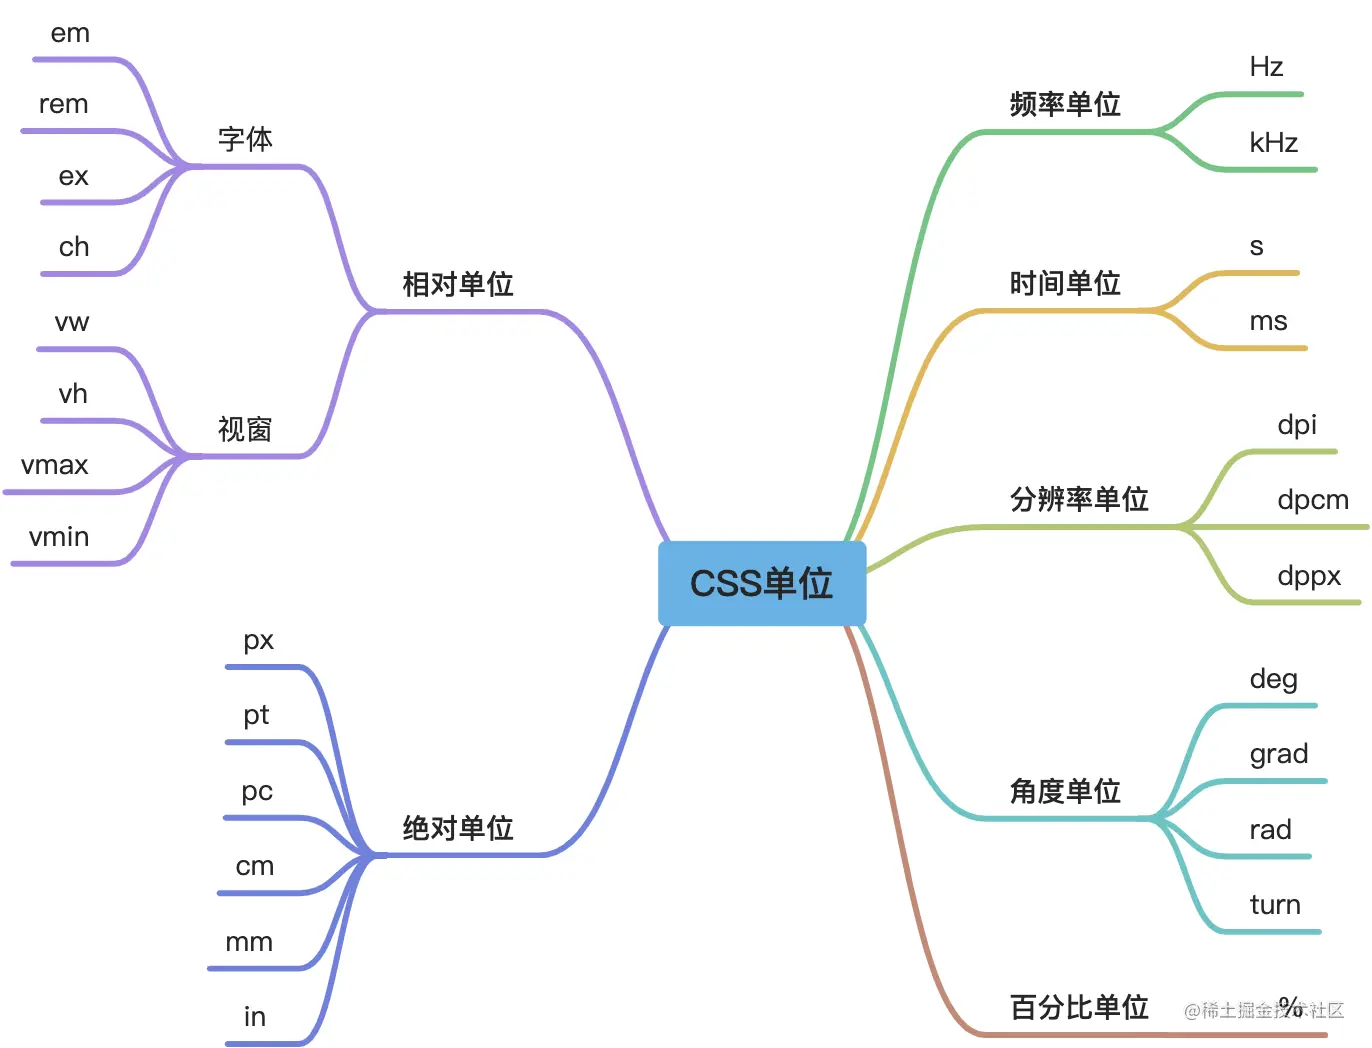 CSS单位
相对单位
字体
em
rem
ex
ch
视窗
vw
vh
vmax
vmin
绝对单位
px
pt
pc
cm
mm
in
频率单位
Hz
kHz
时间单位
s
ms
分辨率单位
dpi
dpcm
dppx
角度单位
deg
grad
rad
turn
百分比单位
%
@稀土掘金技术社区